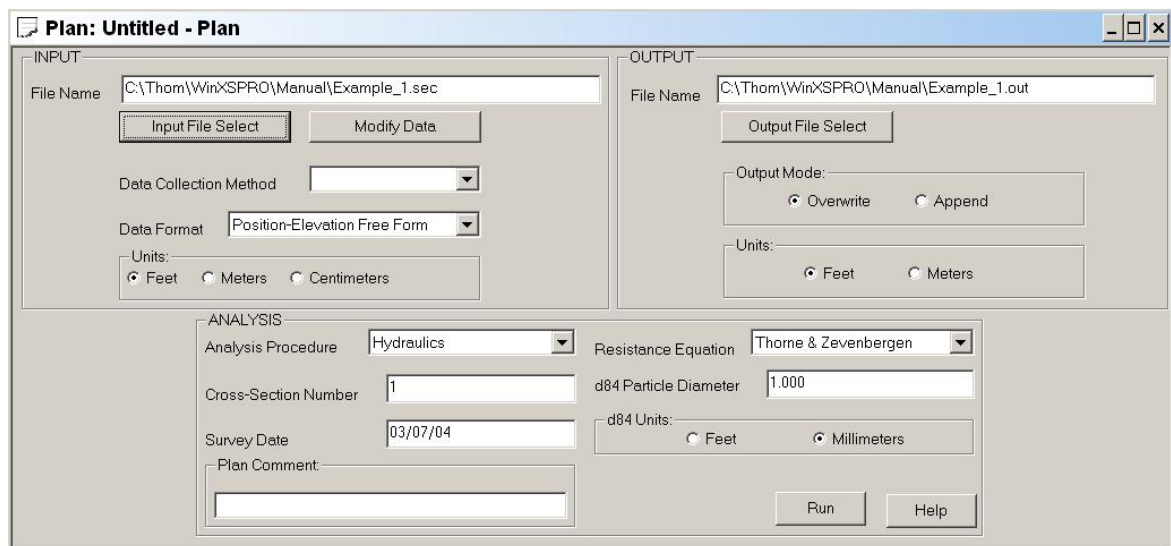 Plan: Untitled - Plan
INPUT
File Name C:\Thom\WinXSPRO\Manual\Example_1.sec
Input File Select Modify Data
Data Collection Method
Data Format Position-Elevation Free Form
Units:
Feet Meters Centimeters
OUTPUT
File Name C:\Thom\WinXSPRO\Manual\Example_1.out
Output File Select
Output Mode:
Overwrite Append
Units:
Feet Meters
ANALYSIS
Analysis Procedure Hydraulics
Cross-Section Number 1
Survey Date 03/07/04
Plan Comment:
Resistance Equation Thorne & Zevenbergen
d84 Particle Diameter 1.000
d84 Units:
Feet Millimeters
Run Help